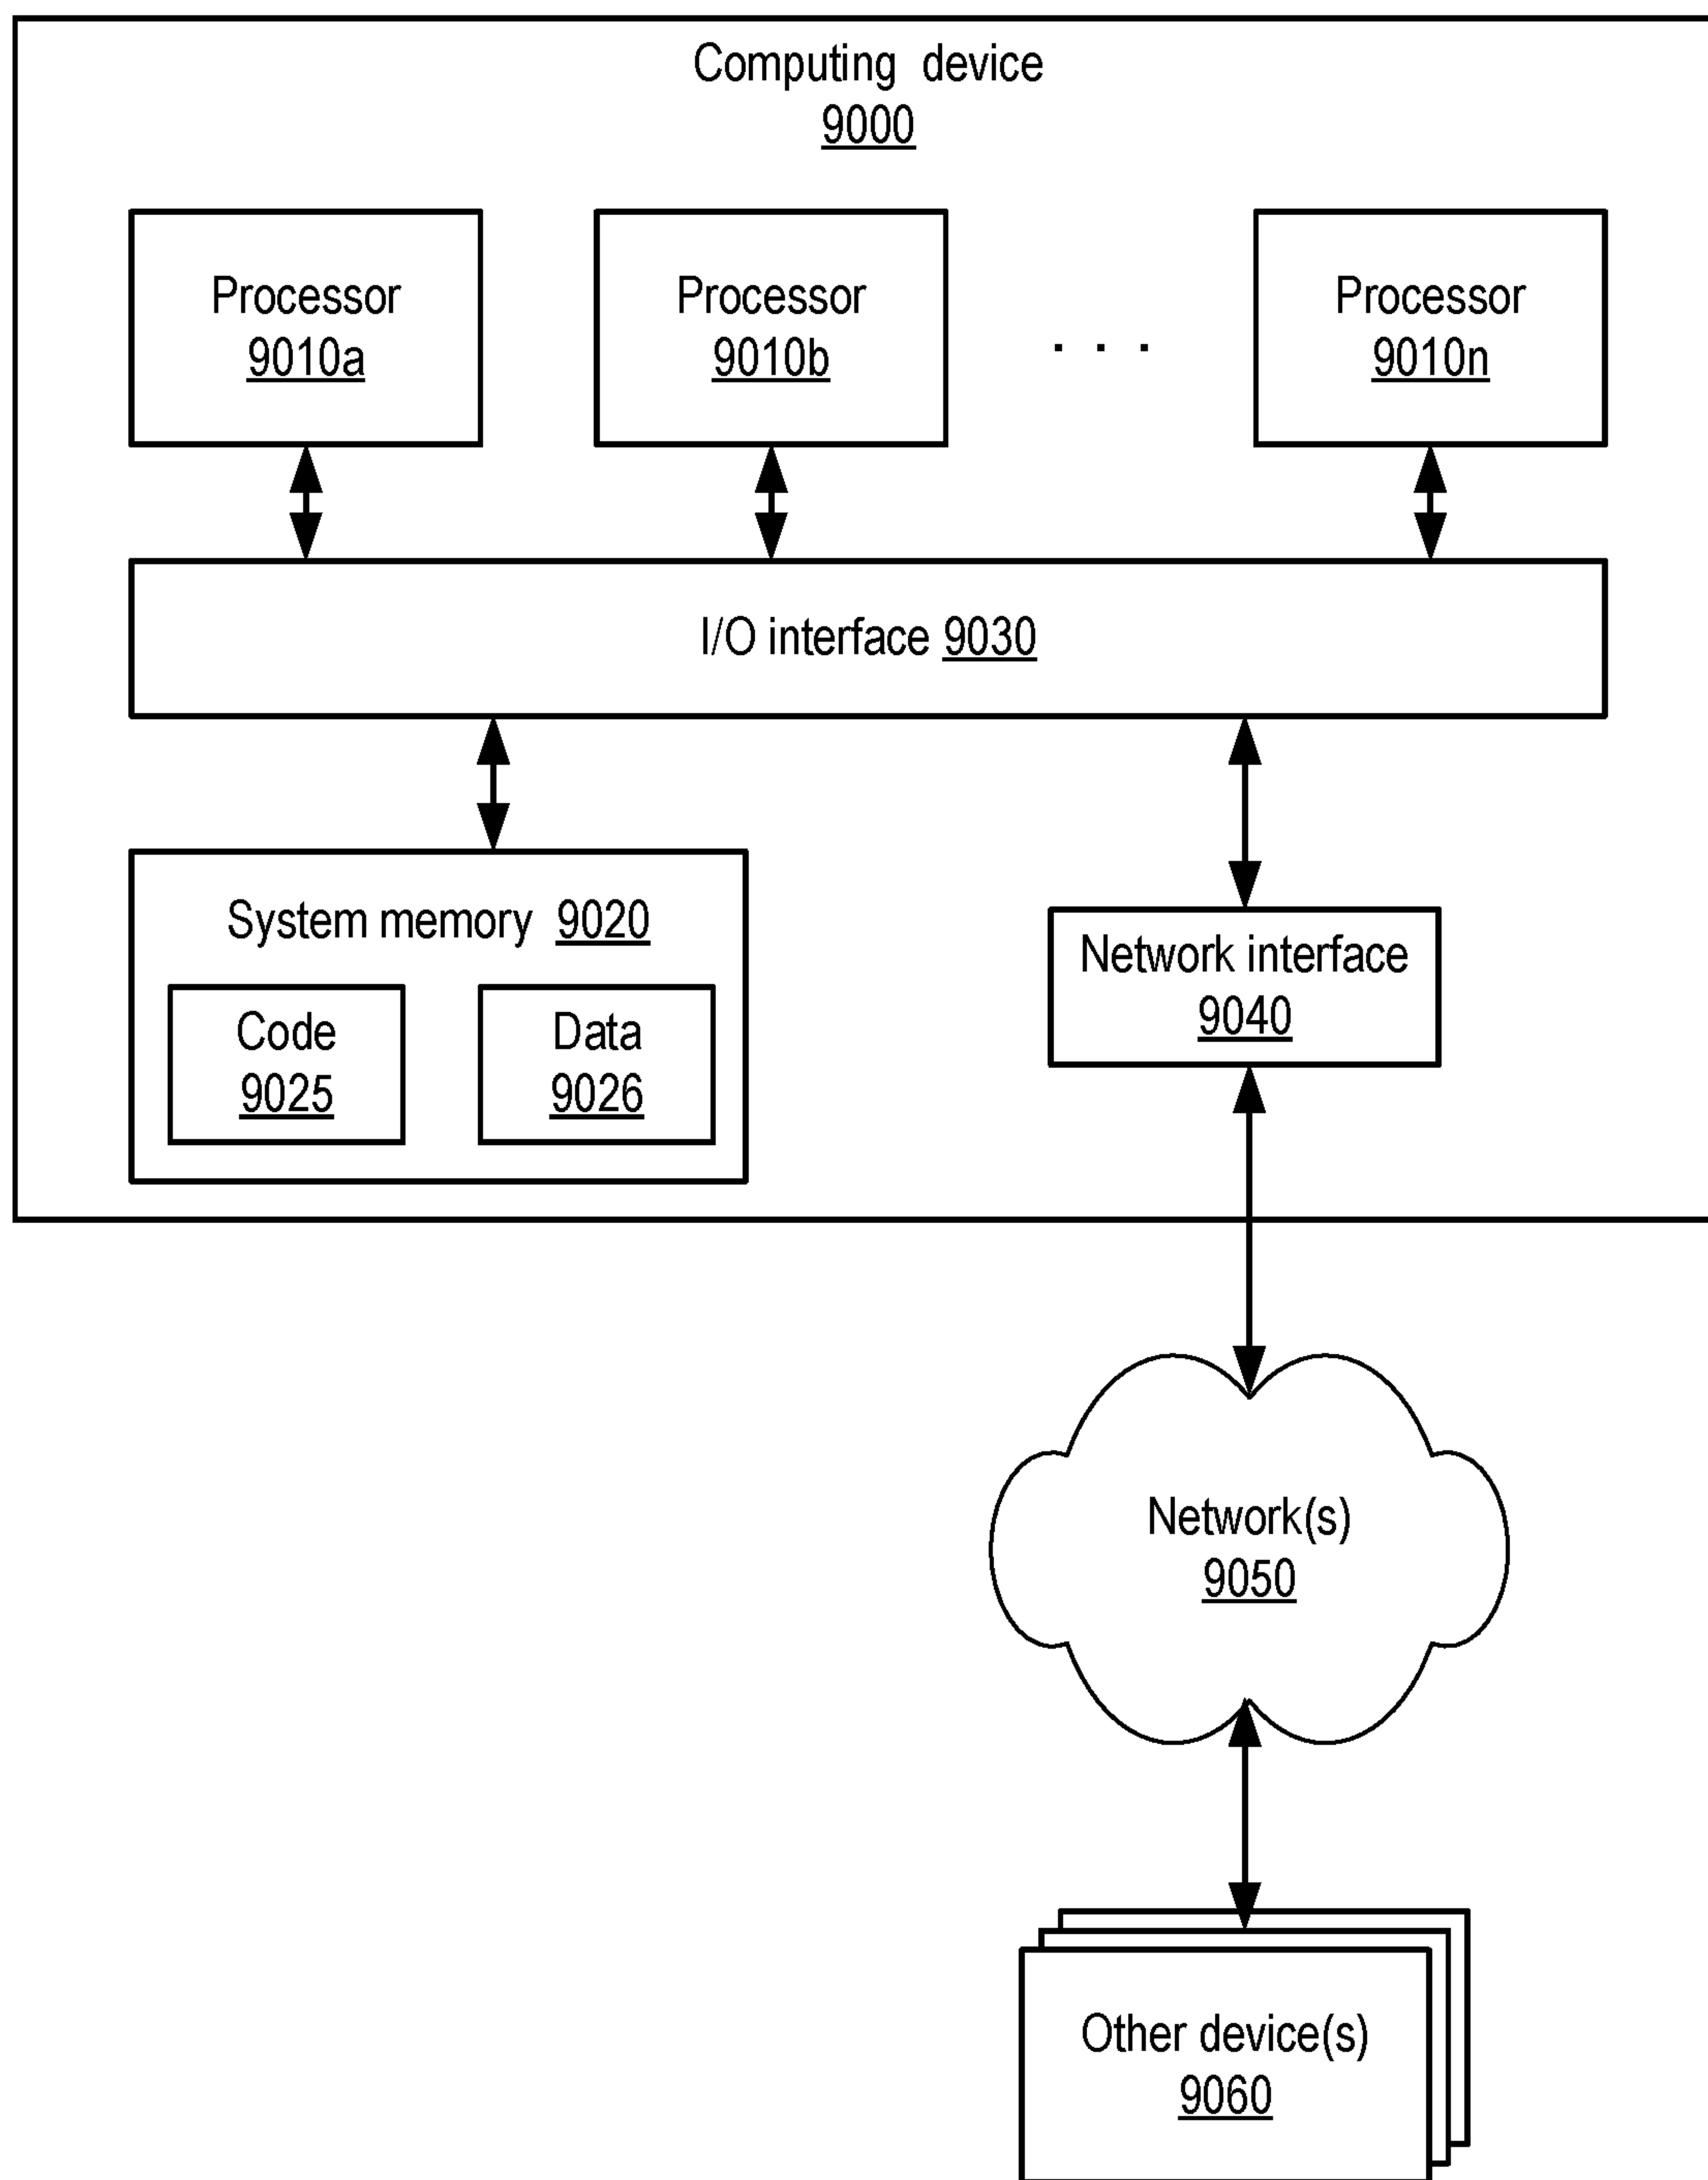 Computing device
9000
Processor
9010a
Processor
9010b
. . .
Processor
9010n
I/O interface 9030
System memory 9020
Code
9025
Data
9026
Network interface
9040
Network(s)
9050
Other device(s)
9060